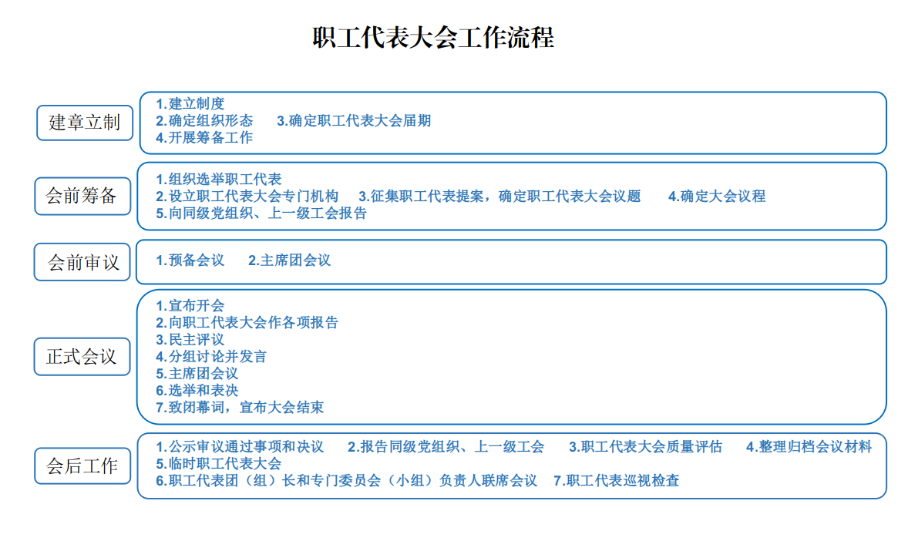 职工代表大会工作流程
建章立制
1.建立制度
2.确定组织形态 3.确定职工代表大会届期
4.开展筹备工作
会前筹备
1.组织选举职工代表
2.设立职工代表大会专门机构 3.征集职工代表提案，确定职工代表大会议题 4.确定大会议程
5.向同级党组织、上一级工会报告
会前审议
1.预备会议 2.主席团会议
正式会议
1.宣布开会
2.向职工代表大会作各项报告
3.民主评议
4.分组讨论并发言
5.主席团会议
6.选举和表决
7.致闭幕词，宣布大会结束
会后工作
1.公示审议通过事项和决议 2.报告同级党组织、上一级工会 3.职工代表大会质量评估 4.整理归档会议材料
5.临时职工代表大会
6.职工代表团（组）长和专门委员会（小组）负责人联席会议 7.职工代表巡视检查